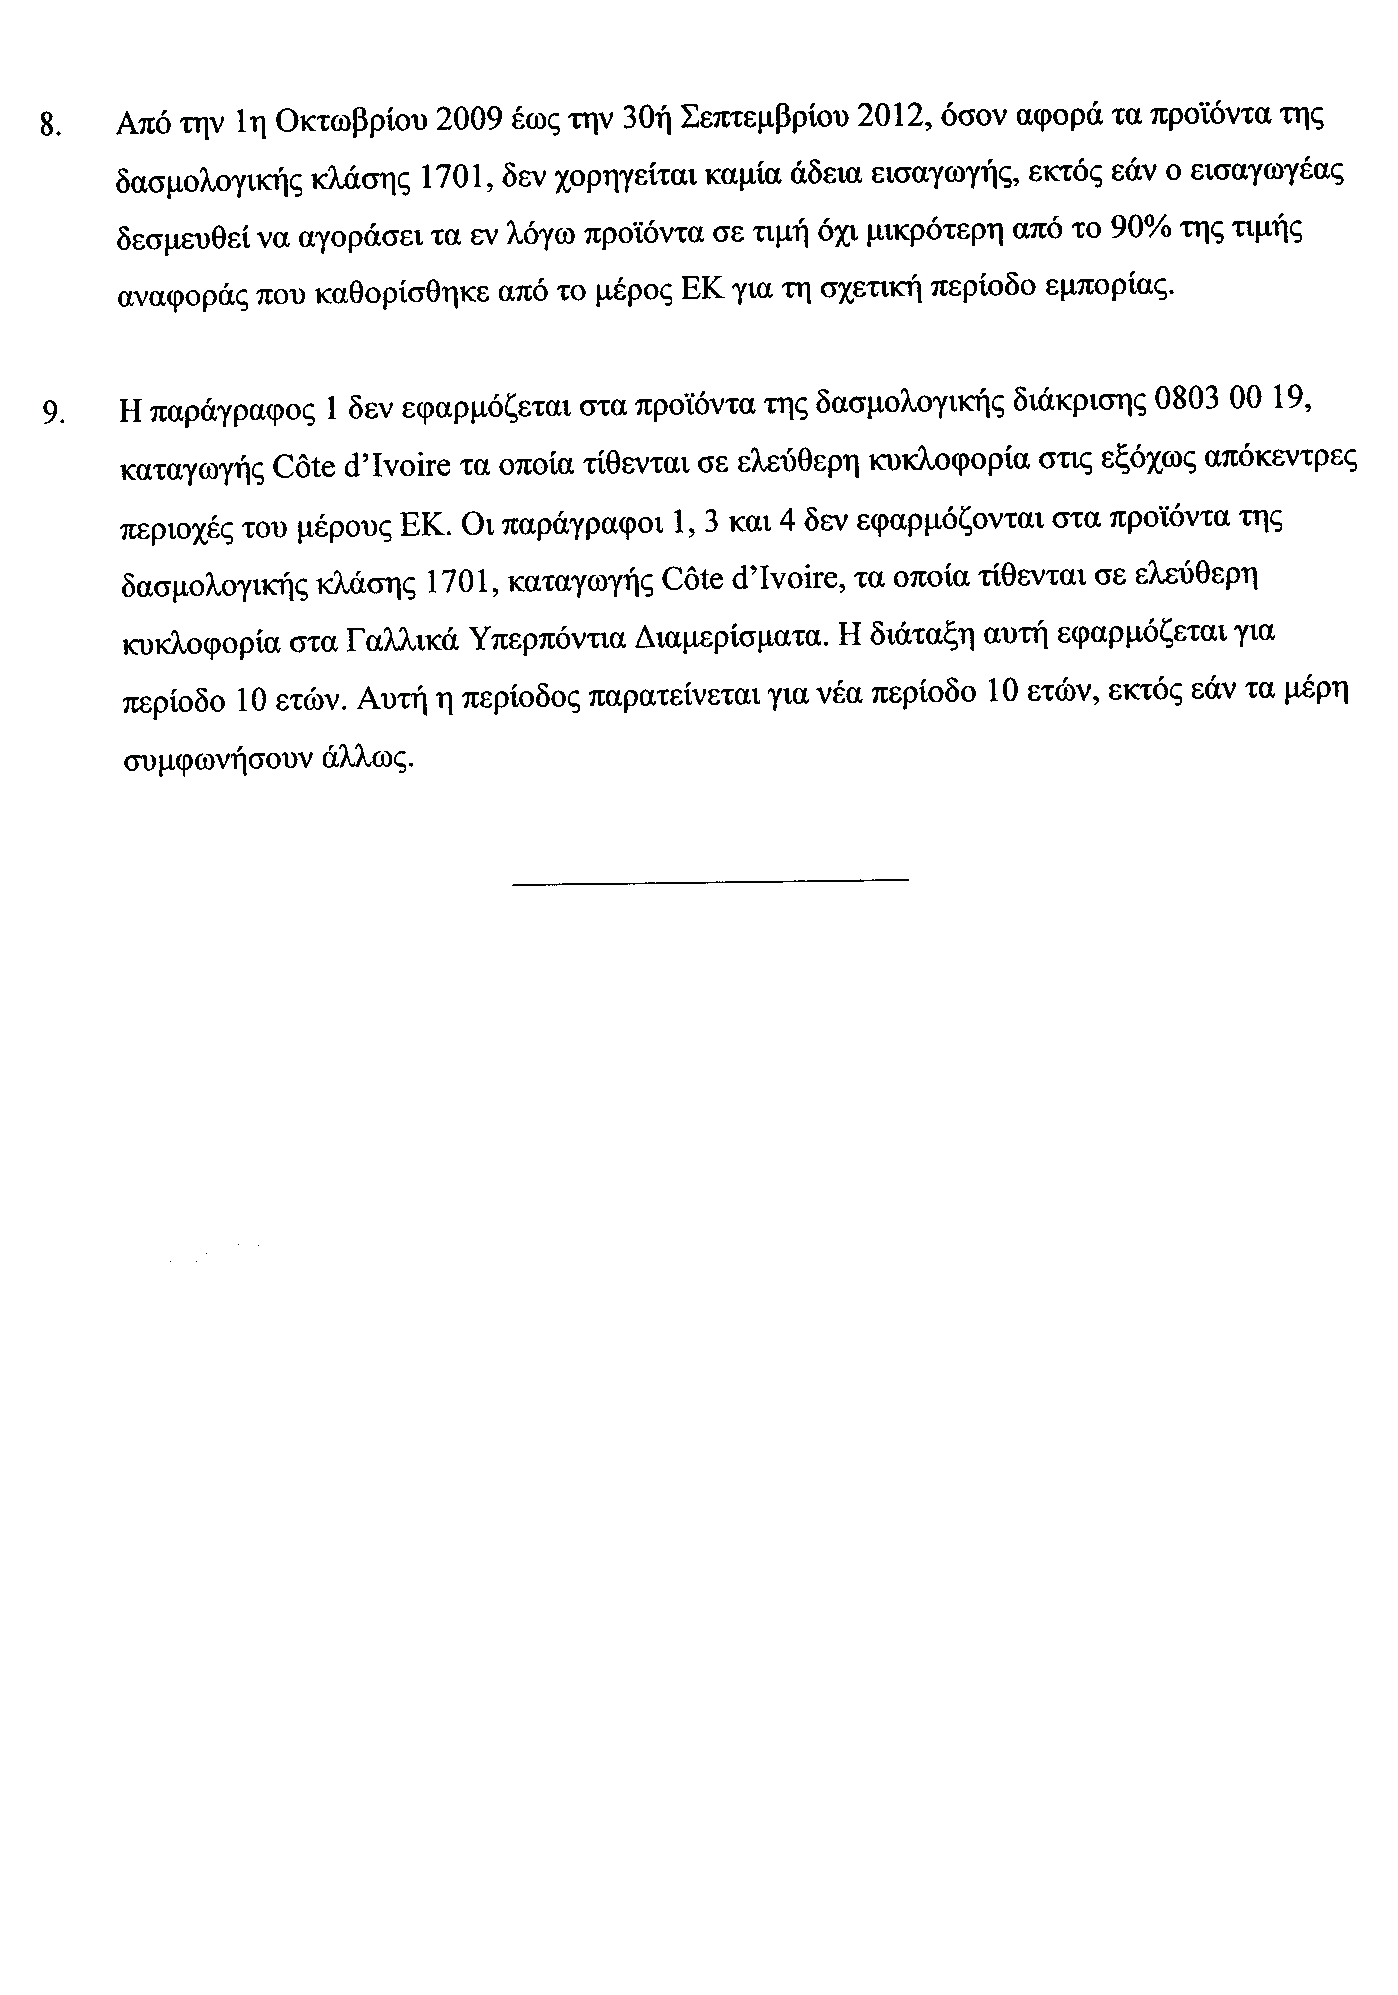 8. Από την 1η Οκτωβρίου 2009 έως την 30ή Σεπτεμβρίου 2012, όσον αφορά τα προϊόντα της
δασμολογικής κλάσης 1701, δεν χορηγείται καμία άδεια εισαγωγής, εκτός εάν ο εισαγωγέας
δεσμευθεί να αγοράσει τα εν λόγω προϊόντα σε τιμή όχι μικρότερη από το 90% της τιμής
αναφοράς που καθορίσθηκε από το μέρος ΕΚ για τη σχετική περίοδο εμπορίας.
9. Η παράγραφος 1 δεν εφαρμόζεται στα προϊόντα της δασμολογικής διάκρισης 0803 00 19,
καταγωγής Côte d’Ivoire τα οποία τίθενται σε ελεύθερη κυκλοφορία στις εξόχως απόκεντρες
περιοχές του μέρους ΕΚ. Οι παράγραφοι 1, 3 και 4 δεν εφαρμόζονται στα προϊόντα της
δασμολογικής κλάσης 1701, καταγωγής Côte d’Ivoire, τα οποία τίθενται σε ελεύθερη
κυκλοφορία στα Γαλλικά Υπερπόντια Διαμερίσματα. Η διάταξη αυτή εφαρμόζεται για
περίοδο 10 ετών. Αυτή η περίοδος παρατείνεται για νέα περίοδο 10 ετών, εκτός εάν τα μέρη
συμφωνήσουν άλλως.